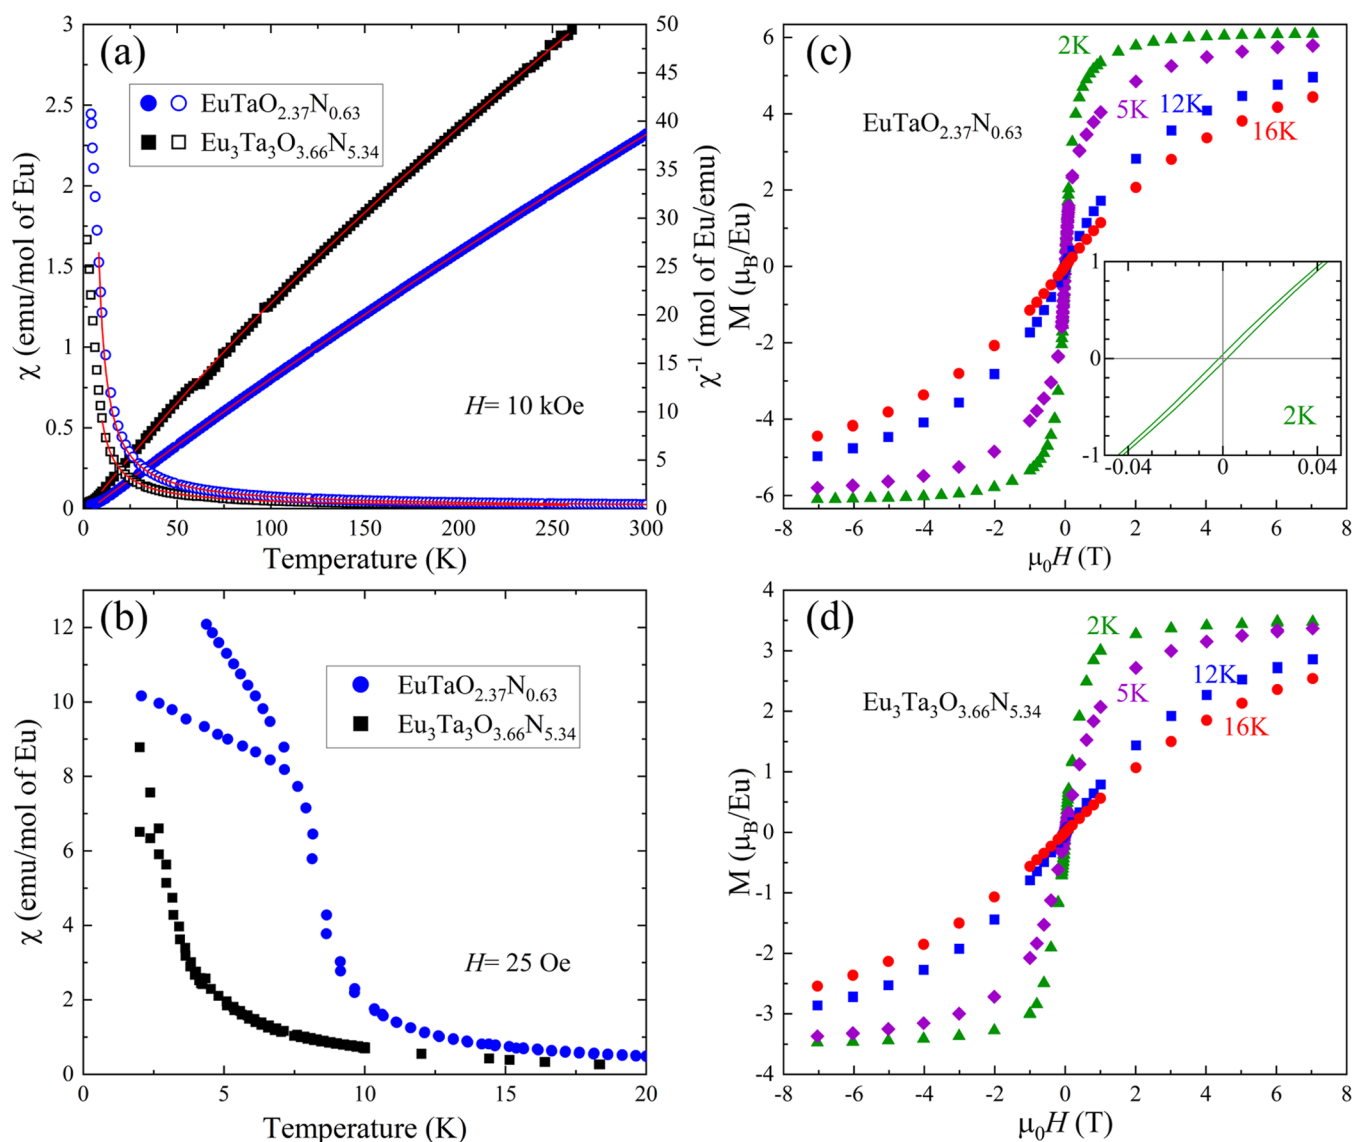 (a)
3
2.5
2
1.5
1
0.5
0
χ (emu/mol of Eu)
50
45
40
35
30
25
20
15
10
5
0
χ⁻¹ (mol of Eu/emu)
EuTaO₂.₃₇N₀.₆₃
Eu₃Ta₃O₃.₆₆N₅.₃₄
H= 10 kOe
0 50 100 150 200 250 300
Temperature (K)
(c)
6
4
2
0
-2
-4
-6
M (μ_B/Eu)
2K
5K
12K
16K
EuTaO₂.₃₇N₀.₆₃
1
0
-1
-0.04 0 0.04
2K
-8 -6 -4 -2 0 2 4 6 8
μ₀H (T)
(b)
12
10
8
6
4
2
0
χ (emu/mol of Eu)
EuTaO₂.₃₇N₀.₆₃
Eu₃Ta₃O₃.₆₆N₅.₃₄
H= 25 Oe
0 5 10 15 20
Temperature (K)
(d)
4
3
2
1
0
-1
-2
-3
-4
M (μ_B/Eu)
2K
5K
12K
16K
Eu₃Ta₃O₃.₆₆N₅.₃₄
-8 -6 -4 -2 0 2 4 6 8
μ₀H (T)